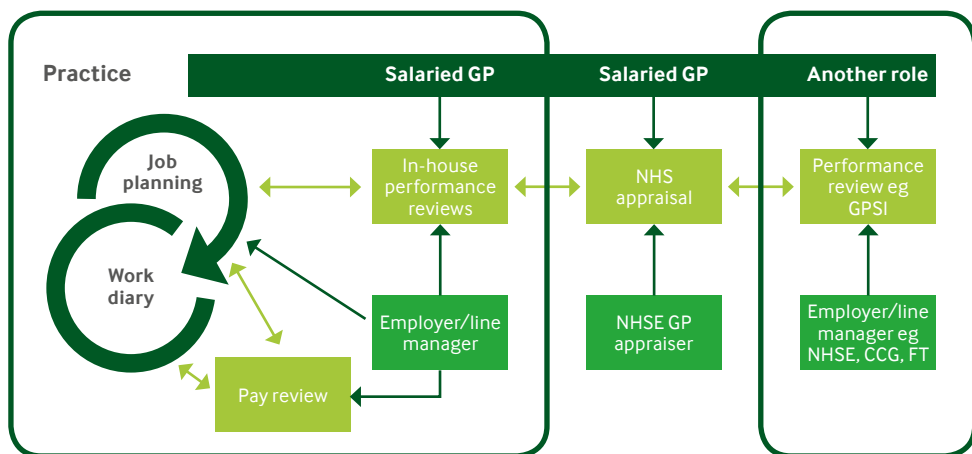 Practice
Salaried GP
Salaried GP
Another role
Job
planning
In-house
performance
reviews
NHS
appraisal
Performance
review eg
GPSI
Work
diary
Employer/line
manager
NHSE GP
appraiser
Employer/line
manager eg
NHSE, CCG, FT
Pay review